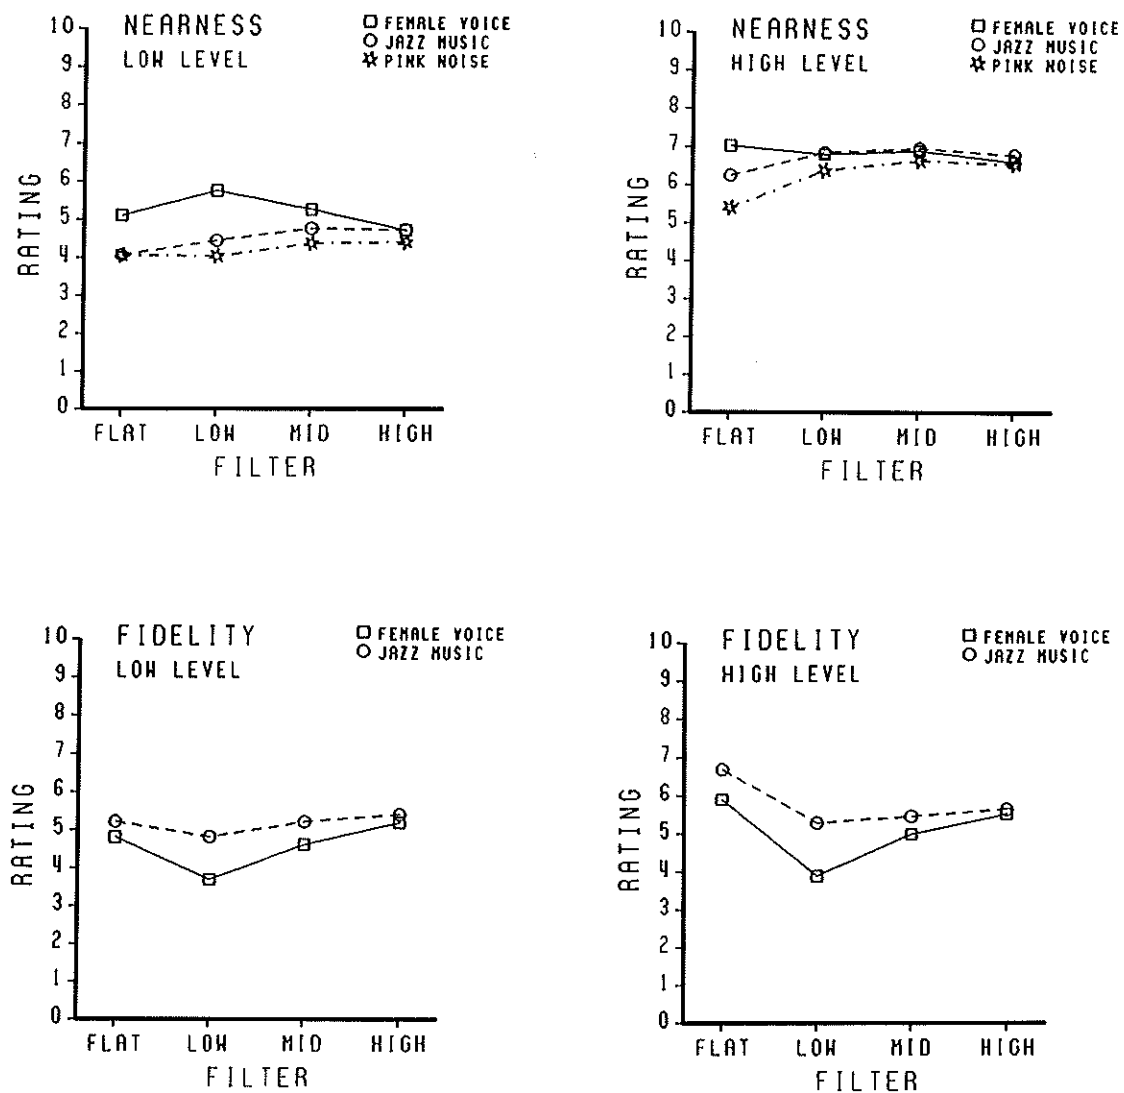 NEARNESS
LOW LEVEL
FEMALE VOICE
JAZZ MUSIC
PINK NOISE
10
9
8
7
6
5
4
3
2
1
0
RATING
FLAT LOW MID HIGH
FILTER
NEARNESS
HIGH LEVEL
FEMALE VOICE
JAZZ MUSIC
PINK NOISE
10
9
8
7
6
5
4
3
2
1
0
RATING
FLAT LOW MID HIGH
FILTER
FIDELITY
LOW LEVEL
FEMALE VOICE
JAZZ MUSIC
10
9
8
7
6
5
4
3
2
1
0
RATING
FLAT LOW MID HIGH
FILTER
FIDELITY
HIGH LEVEL
FEMALE VOICE
JAZZ MUSIC
10
9
8
7
6
5
4
3
2
1
0
RATING
FLAT LOW MID HIGH
FILTER